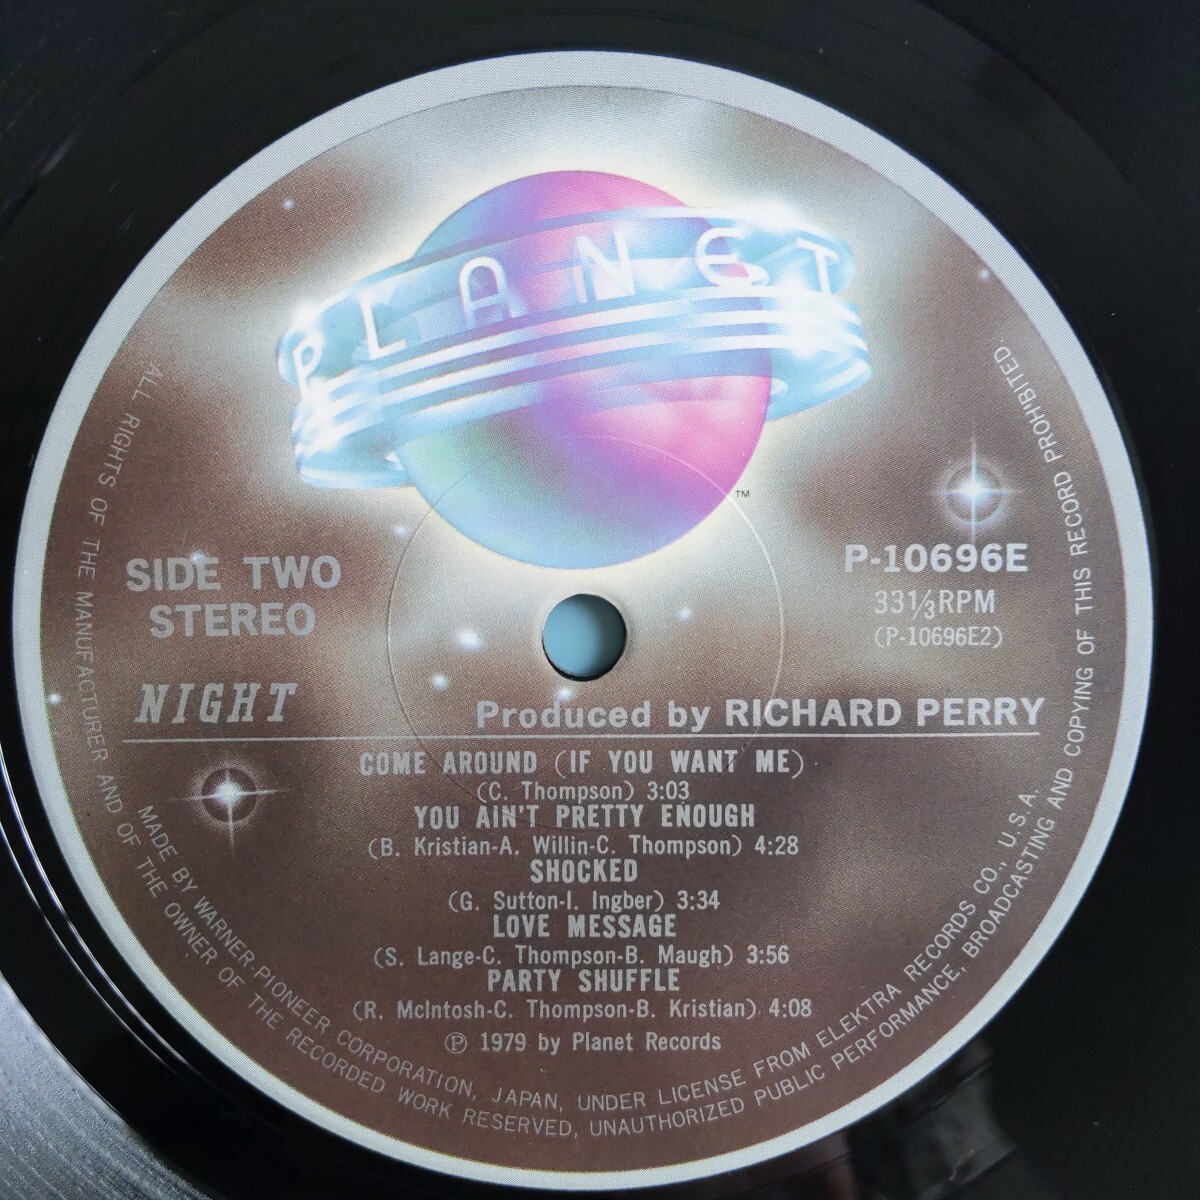 PLANET
™
SIDE TWO
STEREO
P-10696E
33 1/3 RPM
(P-10696E2)
NIGHT
Produced by RICHARD PERRY
COME AROUND (IF YOU WANT ME)
(C. Thompson) 3:03
YOU AIN'T PRETTY ENOUGH
(B. Kristian-A. Willin-C. Thompson) 4:28
SHOCKED
(G. Sutton-I. Ingber) 3:34
LOVE MESSAGE
(S. Lange-C. Thompson-B. Maugh) 3:56
PARTY SHUFFLE
(R. McIntosh-C. Thompson-B. Kristian) 4:08
Ⓟ 1979 by Planet Records
MADE BY WARNER-PIONEER CORPORATION, JAPAN, UNDER LICENSE FROM ELEKTRA RECORDS CO., U.S.A.
ALL RIGHTS OF THE MANUFACTURER AND OF THE OWNER OF THE RECORDED WORK RESERVED, UNAUTHORIZED PUBLIC PERFORMANCE, BROADCASTING AND COPYING OF THIS RECORD PROHIBITED.